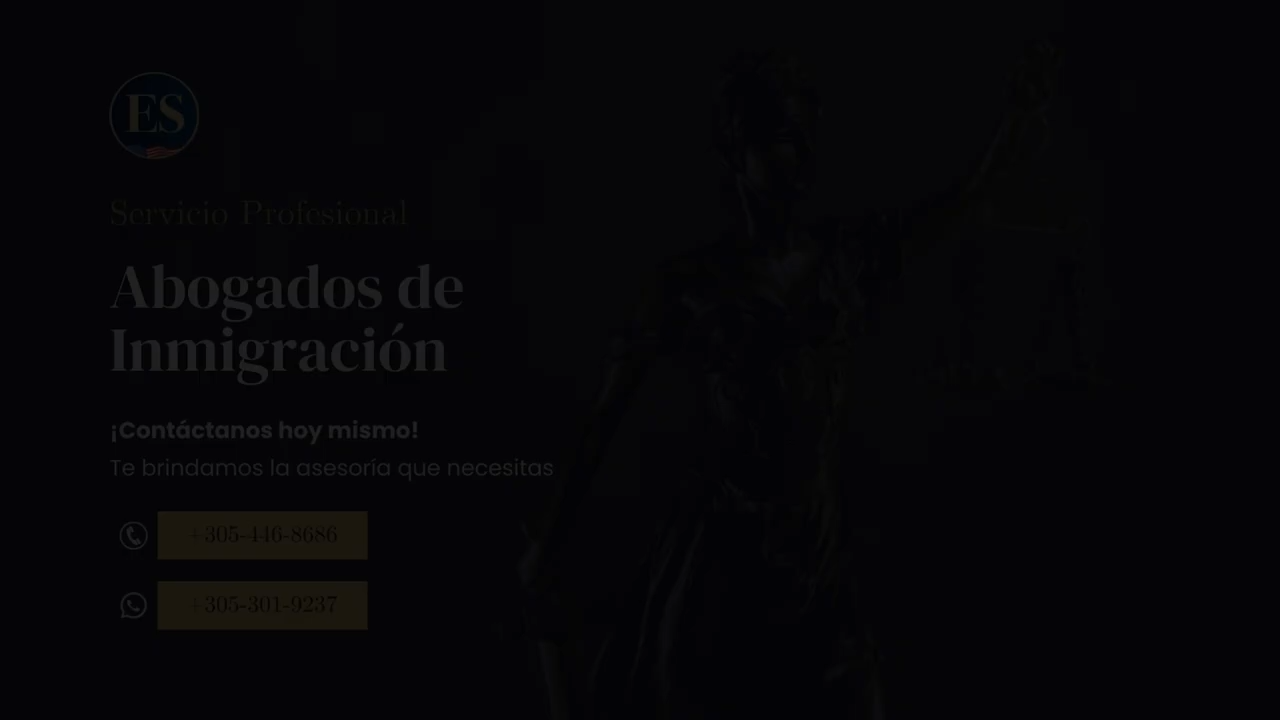 ES
Servicio Profesional
Abogados de
Inmigración
¡Contáctanos hoy mismo!
Te brindamos la asesoría que necesitas
+305-446-8686
+305-301-9237